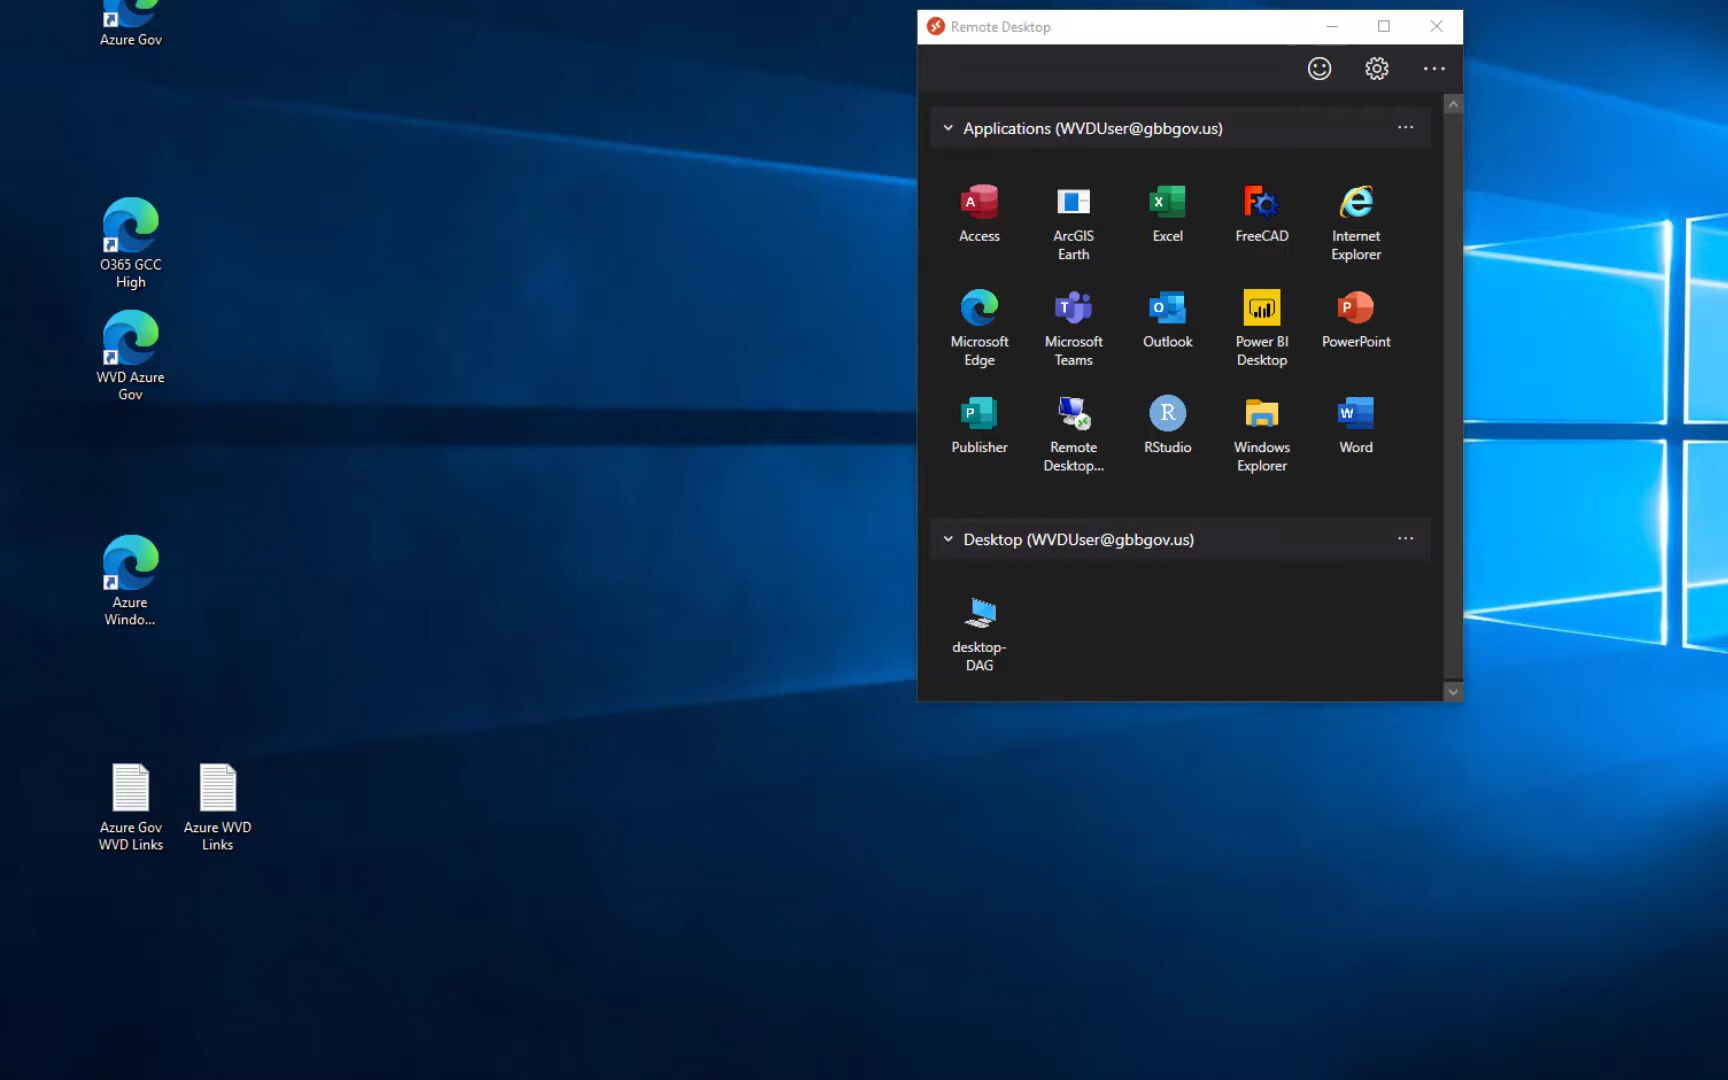 Azure Gov
O365 GCC
High
WVD Azure
Gov
Azure
Windo...
Azure Gov
WVD Links
Azure WVD
Links
Remote Desktop
Applications (WVDUser@gbbgov.us)
Access
ArcGIS
Earth
Excel
FreeCAD
Internet
Explorer
Microsoft
Edge
Microsoft
Teams
Outlook
Power BI
Desktop
PowerPoint
Publisher
Remote
Desktop...
RStudio
Windows
Explorer
Word
Desktop (WVDUser@gbbgov.us)
desktop-
DAG